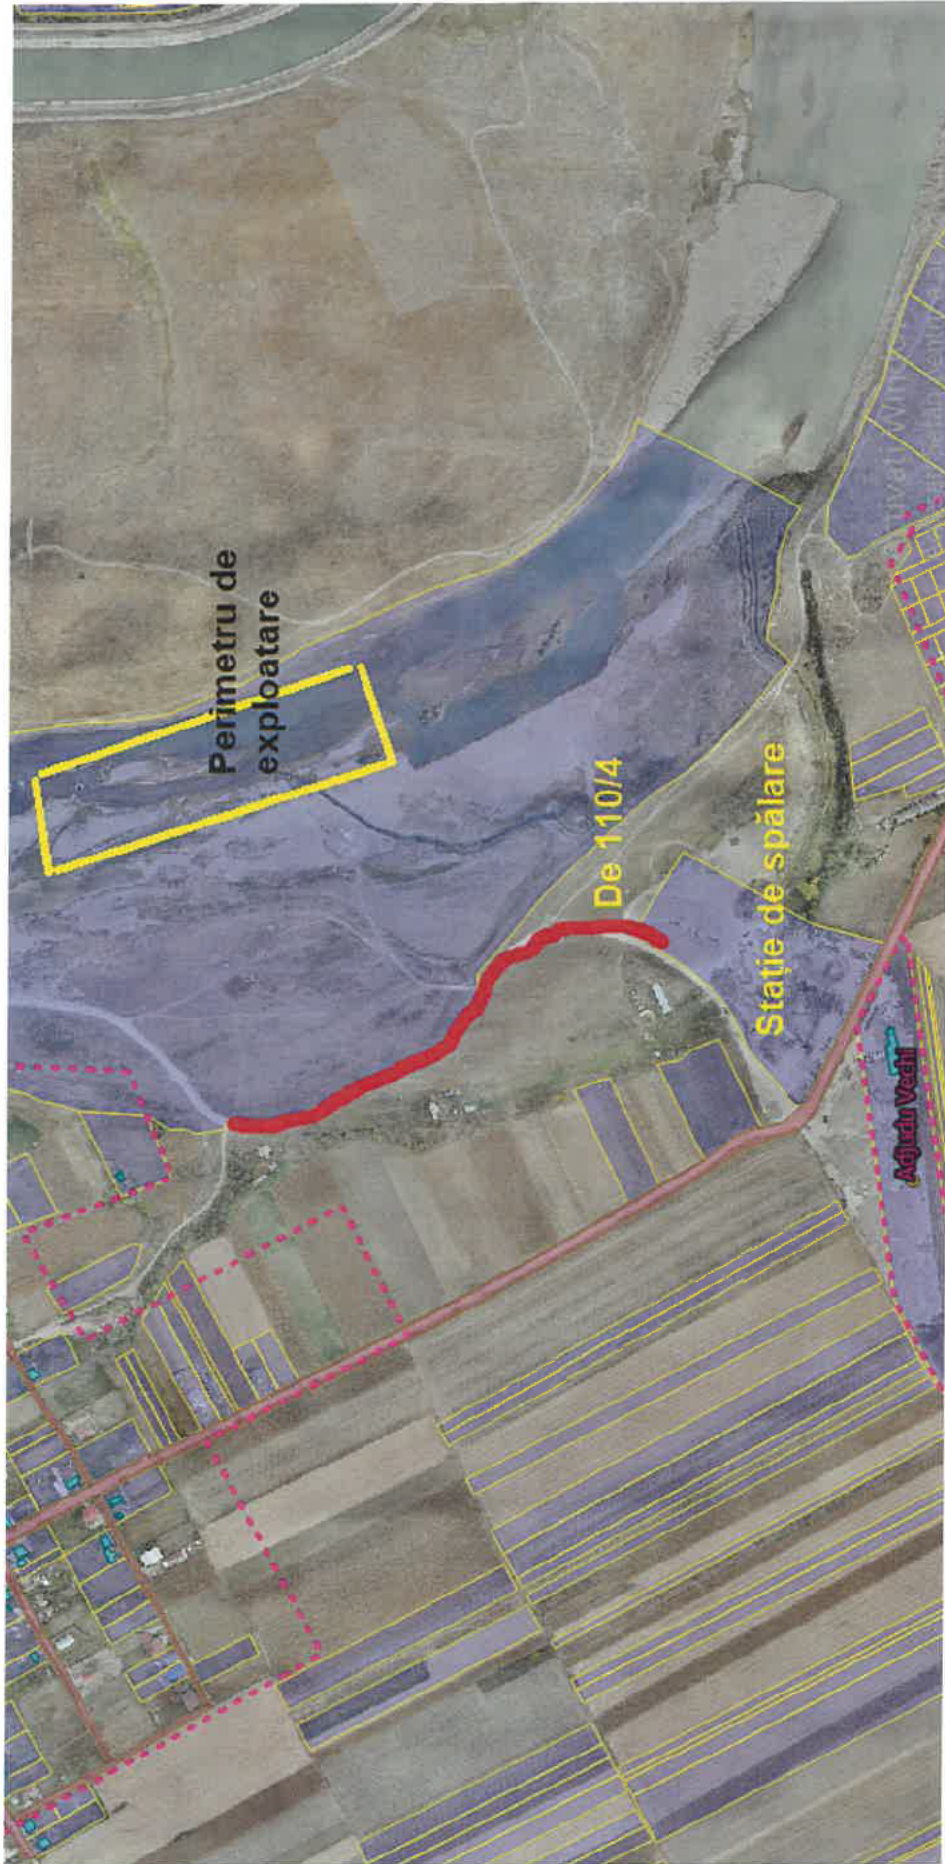 Perimetru de
exploatare
De 110/4
Stație de spălare
Adjudu Vechi